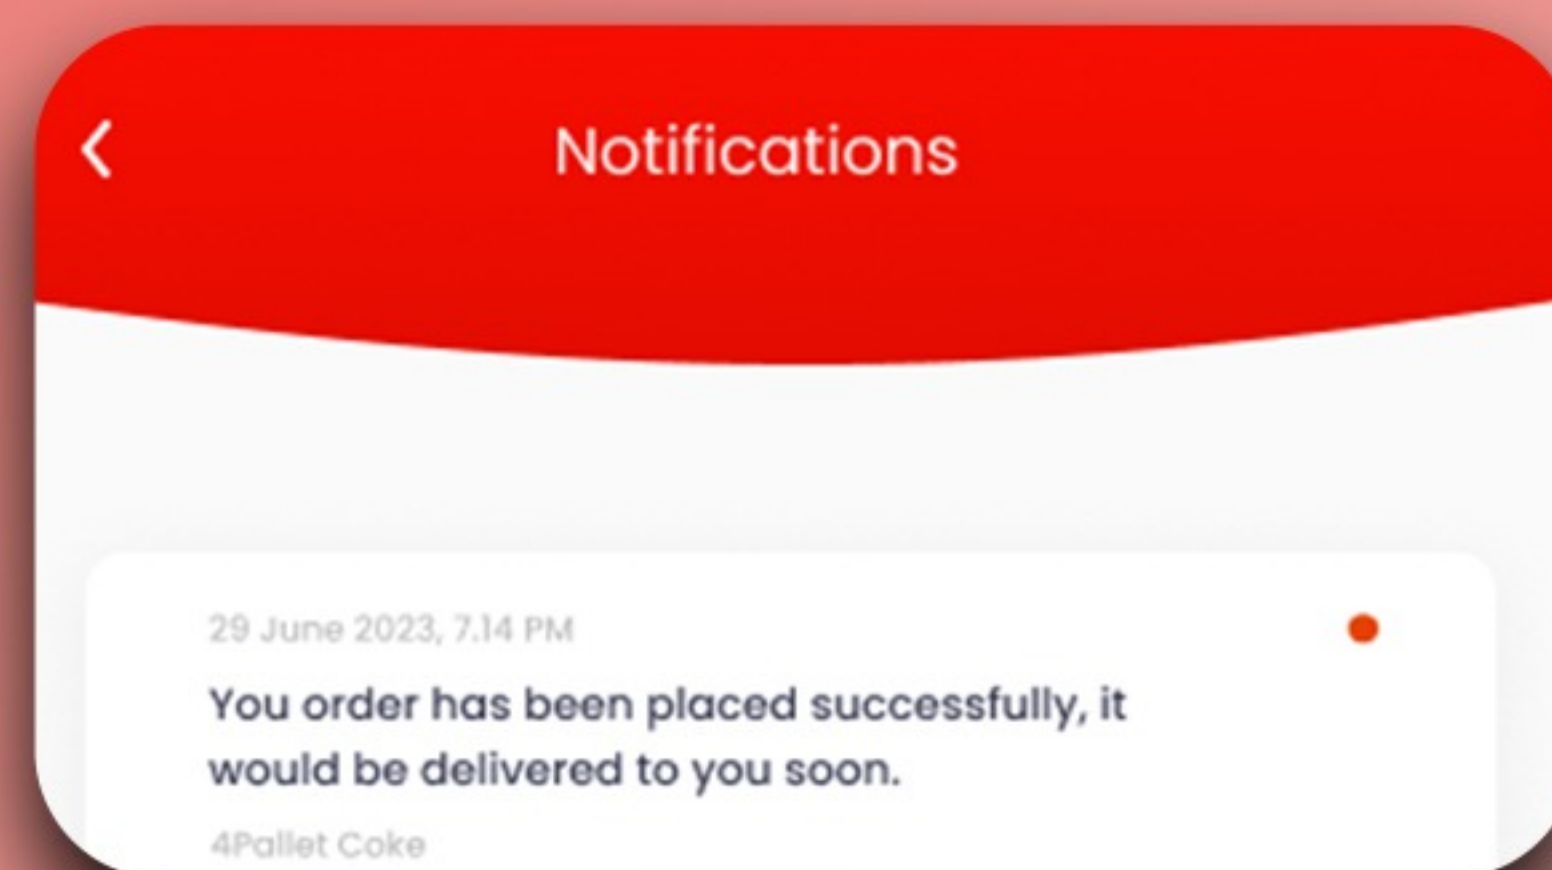 Notifications
29 June 2023, 7.14 PM
You order has been placed successfully, it
would be delivered to you soon.
4Pallet Coke